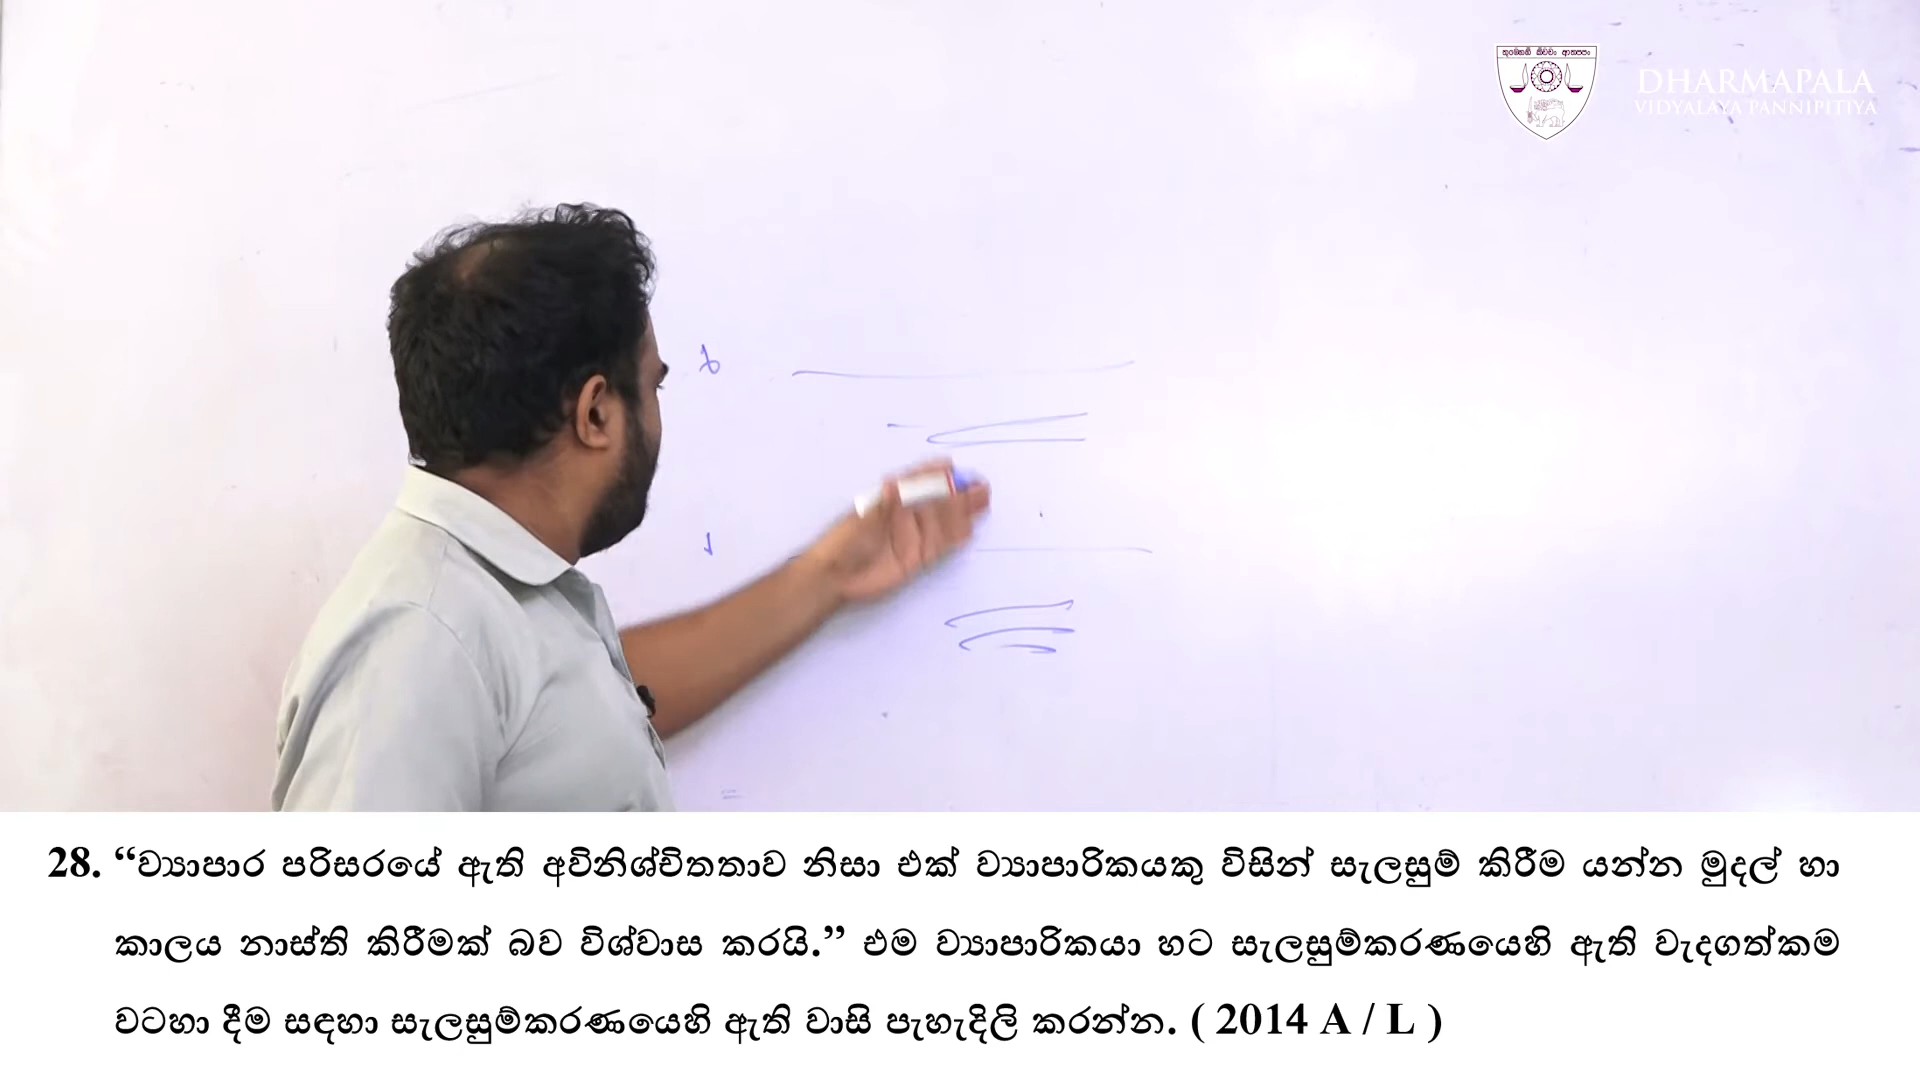 DHARMAPALA
VIDYALAYA PANNIPITIYA
28. “ව්‍යාපාර පරිසරයේ ඇති අවිනිශ්චිතතාව නිසා එක් ව්‍යාපාරිකයකු විසින් සැලසුම් කිරීම යන්න මුදල් හා
කාලය නාස්ති කිරීමක් බව විශ්වාස කරයි.” එම ව්‍යාපාරිකයා හට සැලසුම්කරණයෙහි ඇති වැදගත්කම
වටහා දීම සඳහා සැලසුම්කරණයෙහි ඇති වාසි පැහැදිලි කරන්න. ( 2014 A / L )